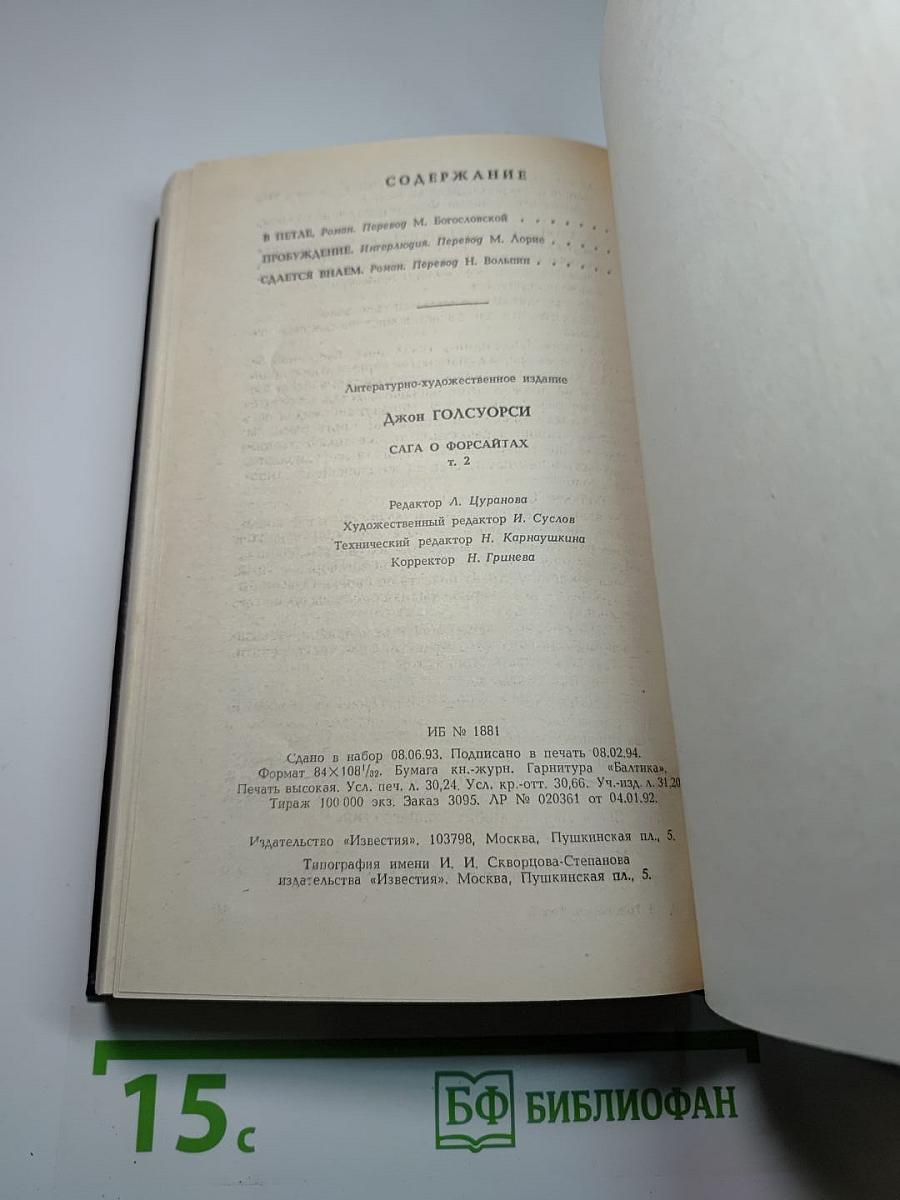 СОДЕРЖАНИЕ
В ПЕТЛЕ. Роман. Перевод М. Богословской . . . . . .
ПРОБУЖДЕНИЕ. Интерлюдия. Перевод М. Лорие . . . . .
СДАЕТСЯ ВНАЕМ. Роман. Перевод Н. Вольпин . . . . . .
Литературно-художественное издание
Джон ГОЛСУОРСИ
САГА О ФОРСАЙТАХ
т. 2
Редактор Л. Цуранова
Художественный редактор И. Суслов
Технический редактор Н. Карнаушкина
Корректор Н. Гринева
ИБ № 1881
Сдано в набор 08.06.93. Подписано в печать 08.02.94.
Формат 84×108¹/₃₂. Бумага кн.-журн. Гарнитура «Балтика».
Печать высокая. Усл. печ. л. 30,24. Усл. кр.-отт. 30,66. Уч.-изд. л. 31,20
Тираж 100 000 экз. Заказ 3095. ЛР № 020361 от 04.01.92.
Издательство «Известия». 103798, Москва, Пушкинская пл., 5.
Типография имени И. И. Скворцова-Степанова
издательства «Известия». Москва, Пушкинская пл., 5.
15 с
БФ БИБЛИОФАН